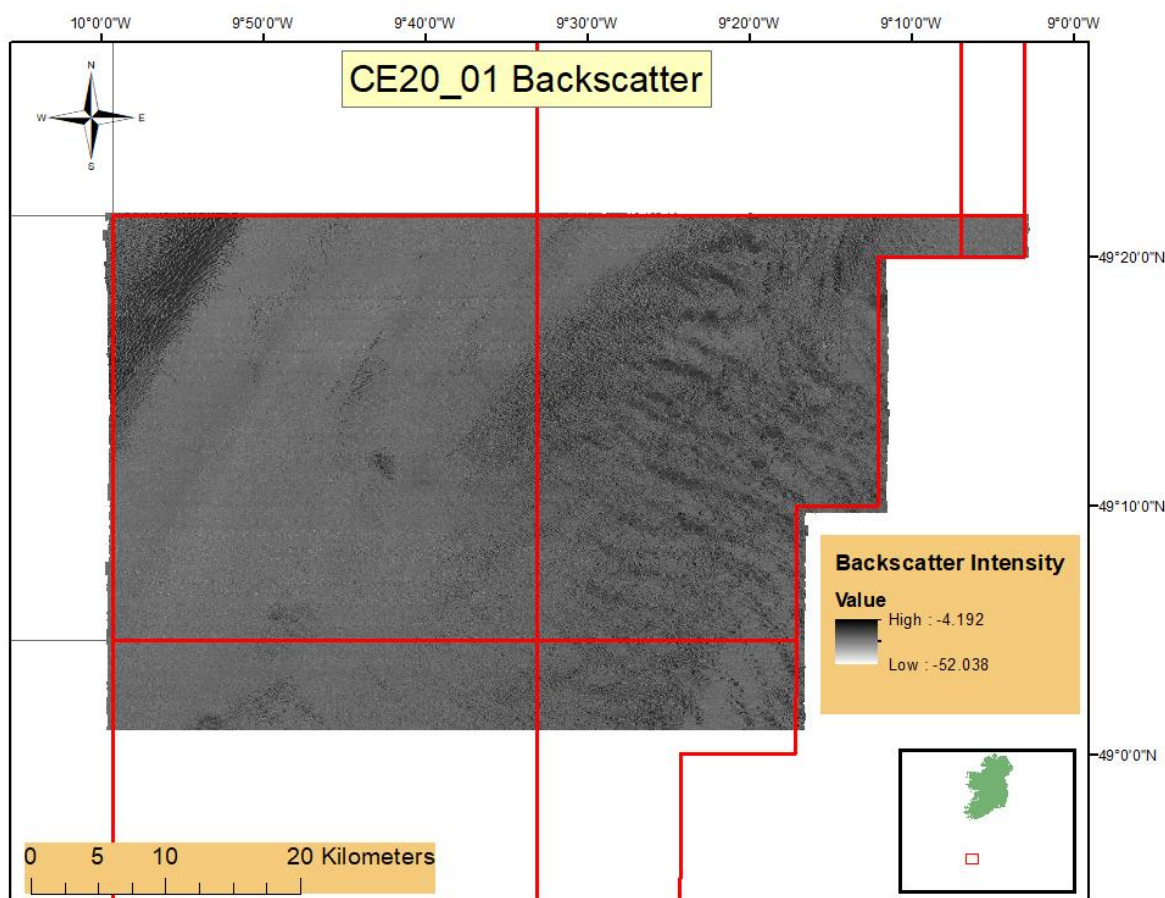 10°0'0"W 9°50'0"W 9°40'0"W 9°30'0"W 9°20'0"W 9°10'0"W 9°0'0"W
CE20_01 Backscatter
N
W E
S
49°20'0"N
49°10'0"N
Backscatter Intensity
Value
High : -4.192
Low : -52.038
49°0'0"N
0 5 10 20 Kilometers